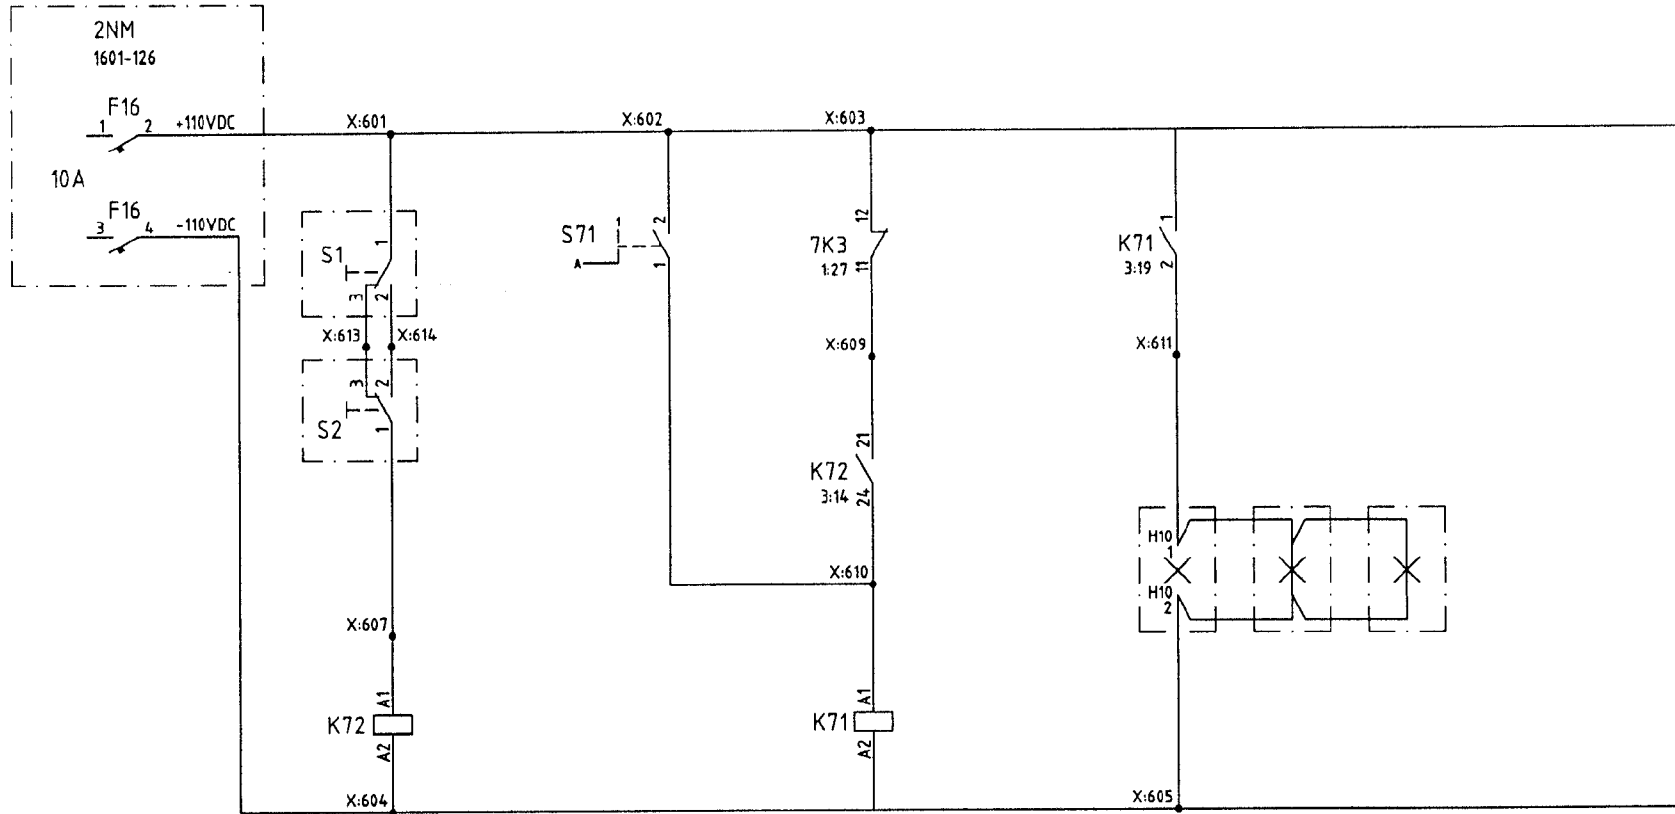 2NM
1601-126
F16
1 2 +110VDC
10A
F16
3 4 -110VDC
X:601
X:602
X:603
S1
1
3 2
X:613 X:614
3 2
S2
1
X:607
A1
K72
A2
X:604
S71
1 2
A
1
12
7K3
1:27 11
X:609
21
K72
3:14 24
X:610
A1
K71
A2
1
K71
3:19 2
X:611
H10
1
H10
2
X:605